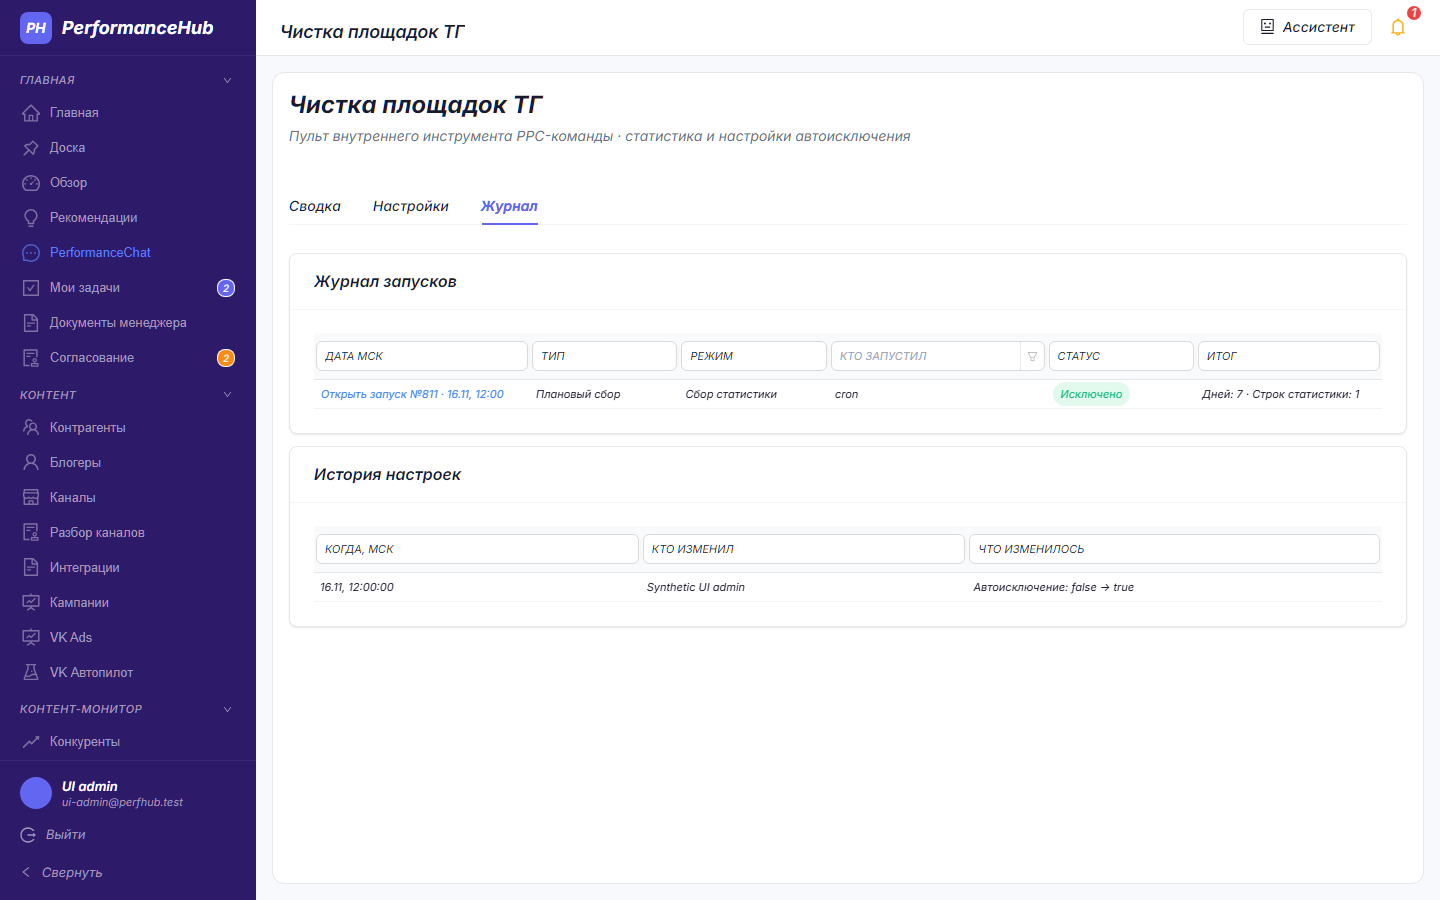 PH PerformanceHub
ГЛАВНАЯ
Главная
Доска
Обзор
Рекомендации
PerformanceChat
Мои задачи 2
Документы менеджера
Согласование 2
КОНТЕНТ
Контрагенты
Блогеры
Каналы
Разбор каналов
Интеграции
Кампании
VK Ads
VK Автопилот
КОНТЕНТ-МОНИТОР
Конкуренты
UI admin
ui-admin@perfhub.test
Выйти
Свернуть
Чистка площадок ТГ
Ассистент
1
Чистка площадок ТГ
Пульт внутреннего инструмента PPC-команды · статистика и настройки автоисключения
Сводка Настройки Журнал
Журнал запусков
ДАТА МСК ТИП РЕЖИМ КТО ЗАПУСТИЛ СТАТУС ИТОГ
Открыть запуск №811 · 16.11, 12:00 Плановый сбор Сбор статистики cron Исключено Дней: 7 · Строк статистики: 1
История настроек
КОГДА, МСК КТО ИЗМЕНИЛ ЧТО ИЗМЕНИЛОСЬ
16.11, 12:00:00 Synthetic UI admin Автоисключение: false → true